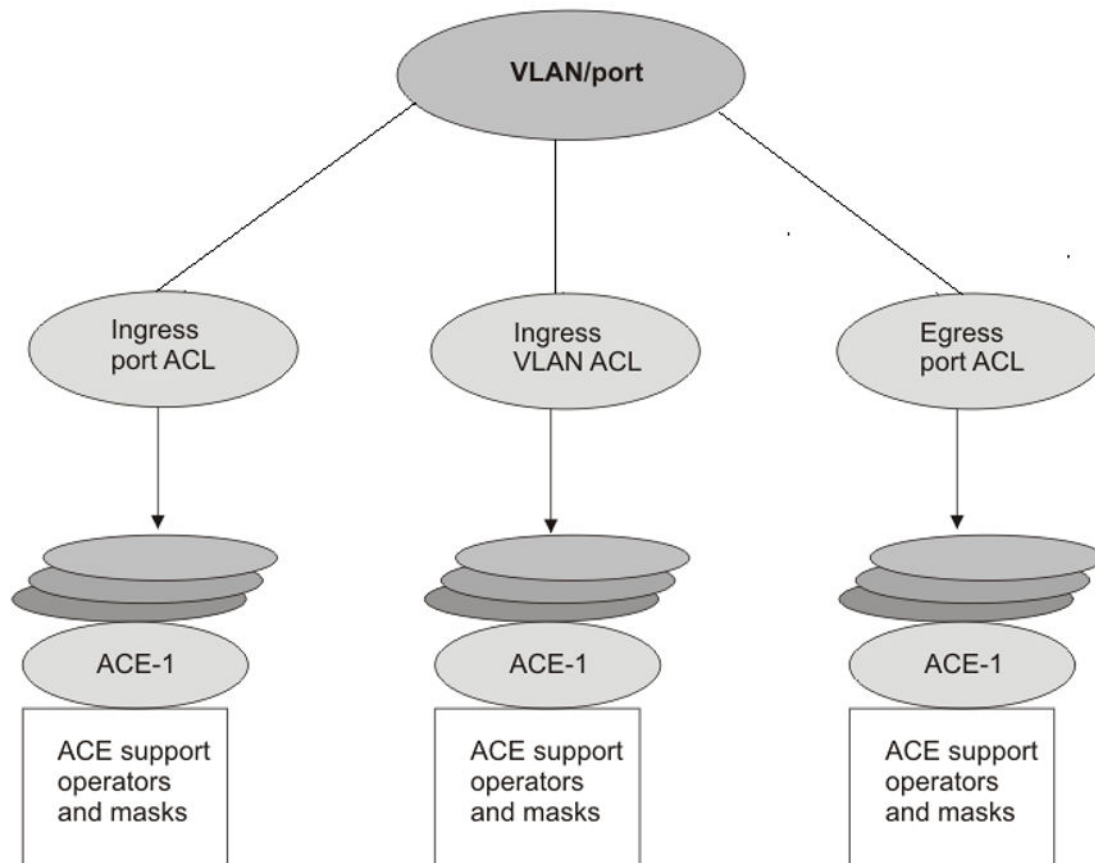 VLAN/port
Ingress
port ACL
Ingress
VLAN ACL
Egress
port ACL
ACE-1
ACE-1
ACE-1
ACE support
operators
and masks
ACE support
operators
and masks
ACE support
operators
and masks